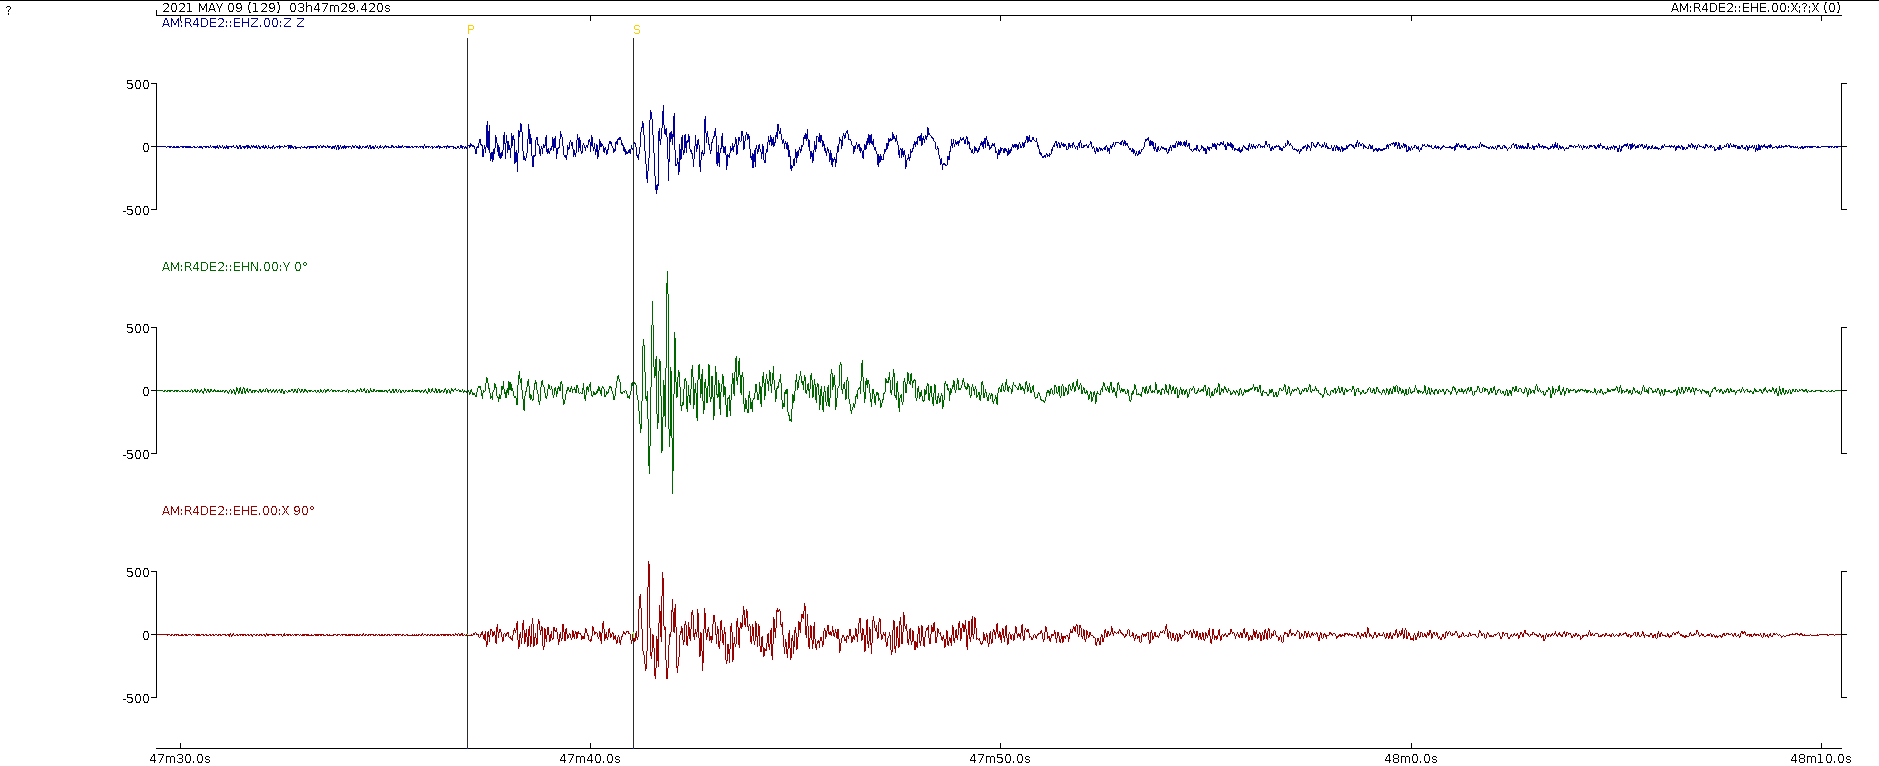 ?
2021 MAY 09 (129)  03h47m29.420s
AM:R4DE2::EHE.00:X;?;X (0)
AM:R4DE2::EHZ.00:Z Z
P
S
500
0
-500
AM:R4DE2::EHN.00:Y 0°
500
0
-500
AM:R4DE2::EHE.00:X 90°
500
0
-500
47m30.0s 47m40.0s 47m50.0s 48m0.0s 48m10.0s